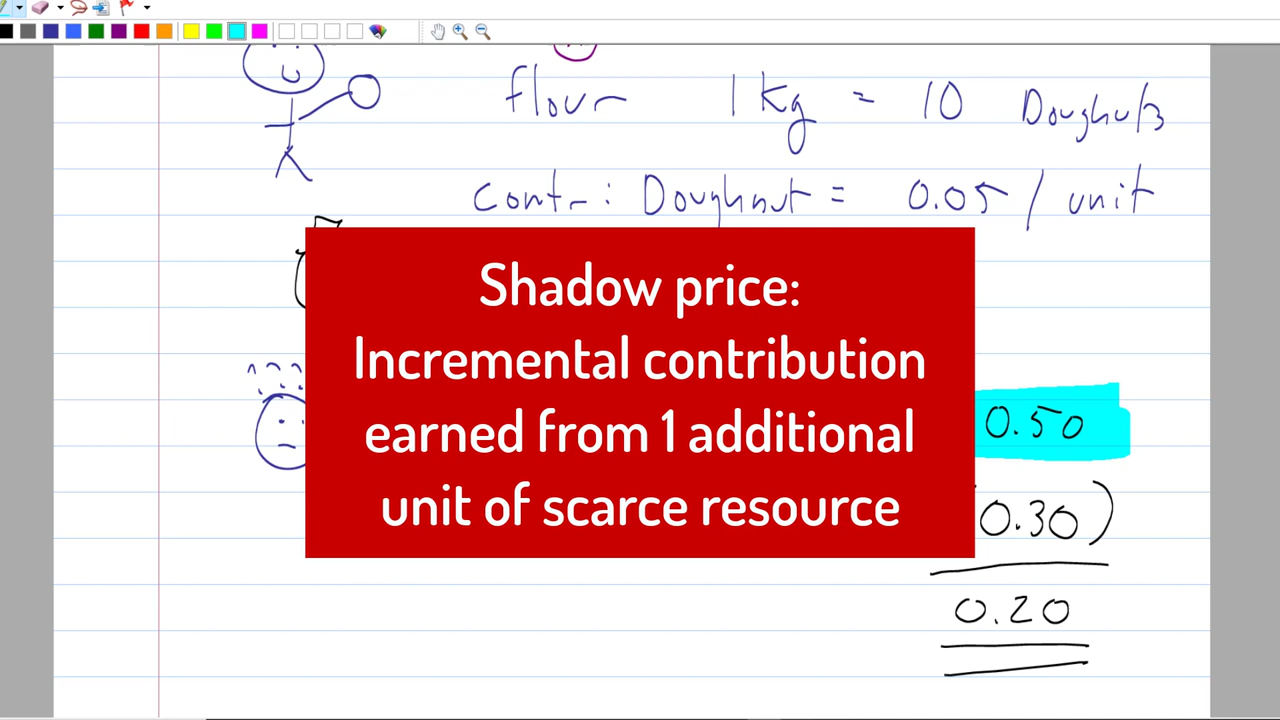 flour 1 kg = 10 Doughnuts
contr: Doughnut = 0.05 / unit
Shadow price:
Incremental contribution
earned from 1 additional
unit of scarce resource
0.50
0.30)
0.20